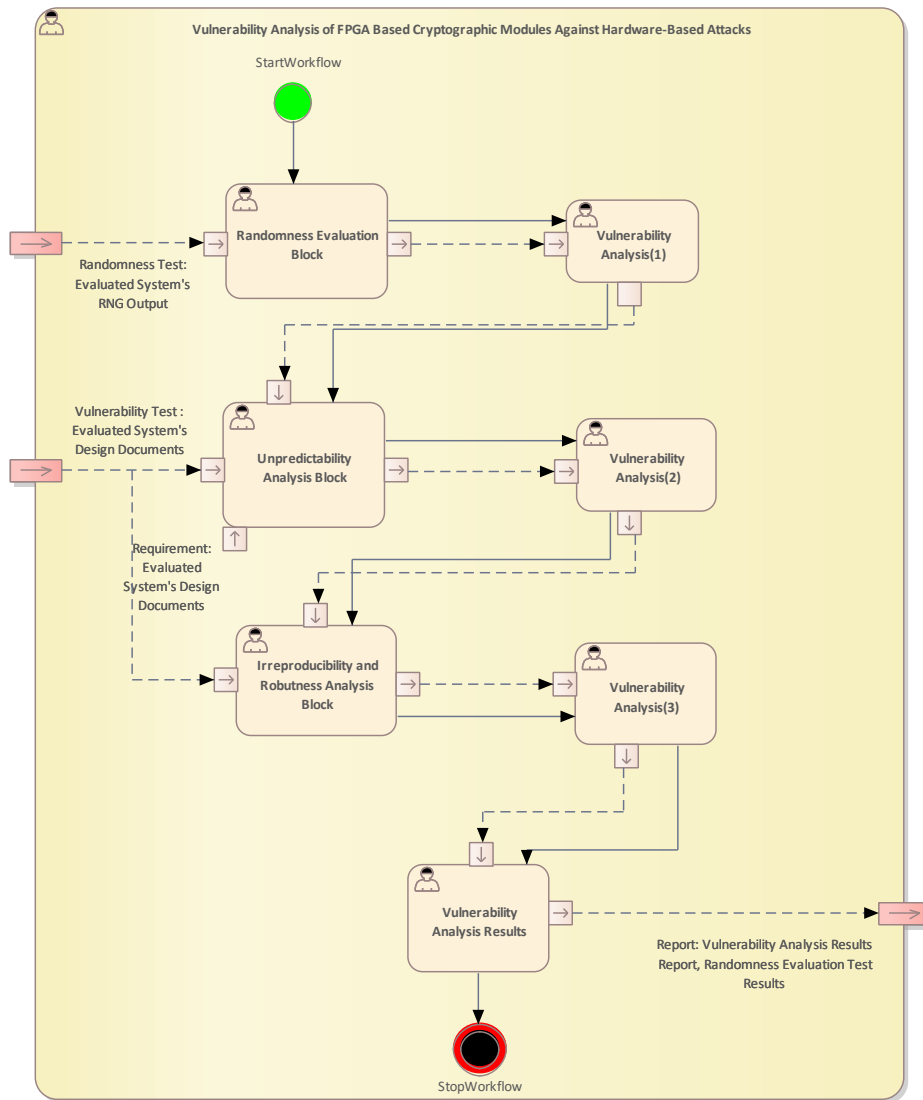 Vulnerability Analysis of FPGA Based Cryptographic Modules Against Hardware-Based Attacks
StartWorkflow
Randomness Evaluation
Block
Vulnerability
Analysis(1)
Randomness Test:
Evaluated System's
RNG Output
Vulnerability Test :
Evaluated System's
Design Documents
Unpredictability
Analysis Block
Vulnerability
Analysis(2)
Requirement:
Evaluated
System's Design
Documents
Irreproducibility and
Robutness Analysis
Block
Vulnerability
Analysis(3)
Vulnerability
Analysis Results
Report: Vulnerability Analysis Results
Report, Randomness Evaluation Test
Results
StopWorkflow